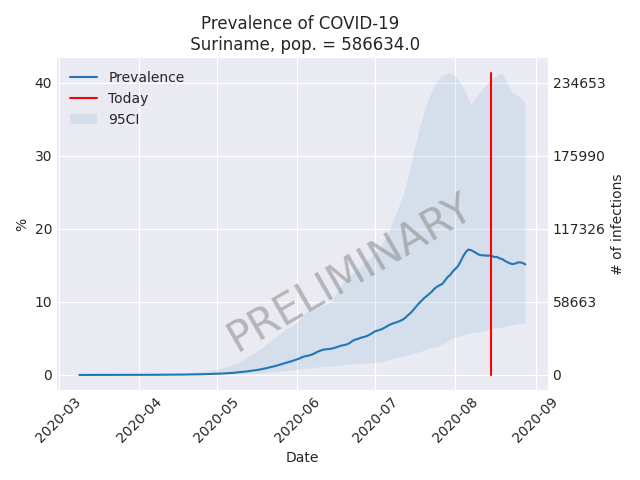 Prevalence of COVID-19
Suriname, pop. = 586634.0
Prevalence
Today
95CI
PRELIMINARY
%
40
30
20
10
0
234653
175990
117326
58663
0
# of infections
2020-03
2020-04
2020-05
2020-06
2020-07
2020-08
2020-09
Date